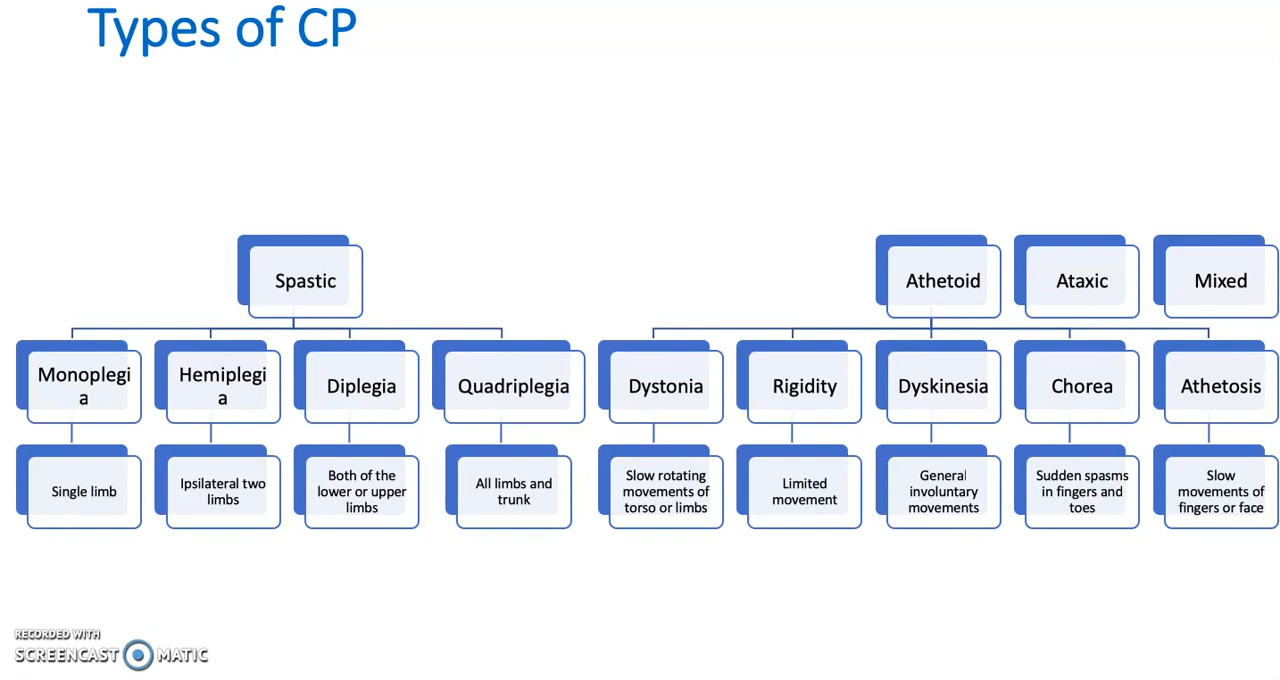 Types of CP
Spastic
Athetoid
Ataxic
Mixed
Monoplegi
a
Hemiplegi
a
Diplegia
Quadriplegia
Dystonia
Rigidity
Dyskinesia
Chorea
Athetosis
Single limb
Ipsilateral two
limbs
Both of the
lower or upper
limbs
All limbs and
trunk
Slow rotating
movements of
torso or limbs
Limited
movement
General
involuntary
movements
Sudden spasms
in fingers and
toes
Slow
movements of
fingers or face
RECORDED WITH
SCREENCAST MATIC